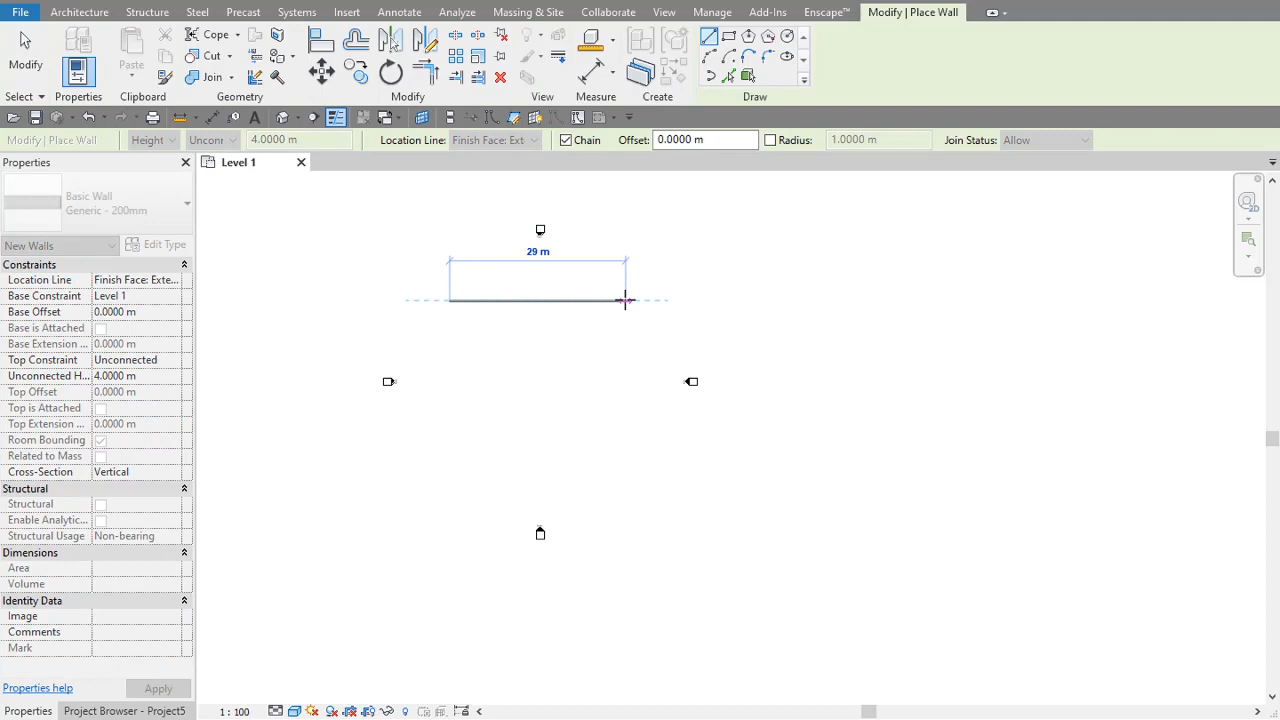 File Architecture Structure Steel Precast Systems Insert Annotate Analyze Massing & Site Collaborate View Manage Add-Ins Enscape™ Modify | Place Wall
Modify Paste Cope Cut Join
Select Properties Clipboard Geometry Modify View Measure Create Draw
Modify | Place Wall Height Unconr 4.0000 m Location Line: Finish Face: Ext Chain Offset: 0.0000 m Radius: 1.0000 m Join Status: Allow
Properties
Level 1
Basic Wall
Generic - 200mm
New Walls Edit Type
Constraints
Location Line Finish Face: Exte...
Base Constraint Level 1
Base Offset 0.0000 m
Base is Attached
Base Extension ... 0.0000 m
Top Constraint Unconnected
Unconnected H... 4.0000 m
Top Offset 0.0000 m
Top is Attached
Top Extension ... 0.0000 m
Room Bounding
Related to Mass
Cross-Section Vertical
Structural
Structural
Enable Analytic...
Structural Usage Non-bearing
Dimensions
Area
Volume
Identity Data
Image
Comments
Mark
Properties help Apply
Properties Project Browser - Project5
29 m
2D
1 : 100